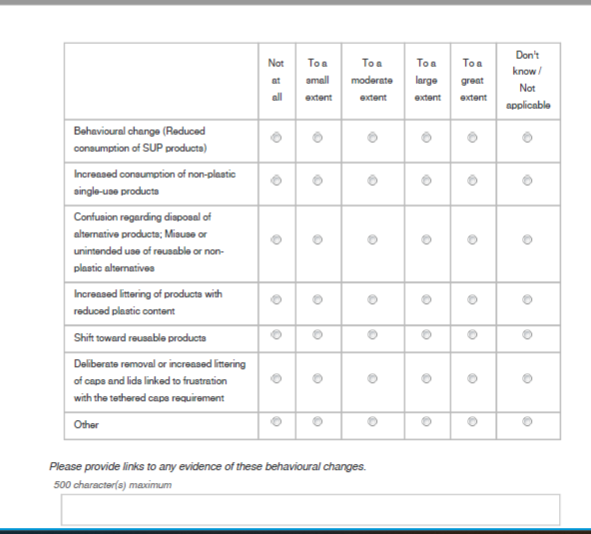 Not at all
To a small extent
To a moderate extent
To a large extent
To a great extent
Don't know / Not applicable
Behavioural change (Reduced
consumption of SUP products)
Increased consumption of non-plastic
single-use products
Confusion regarding disposal of
alternative products; Misuse or
unintended use of reusable or non-
plastic alternatives
Increased littering of products with
reduced plastic content
Shift toward reusable products
Deliberate removal or increased littering
of caps and lids linked to frustration
with the tethered caps requirement
Other
Please provide links to any evidence of these behavioural changes.
500 character(s) maximum